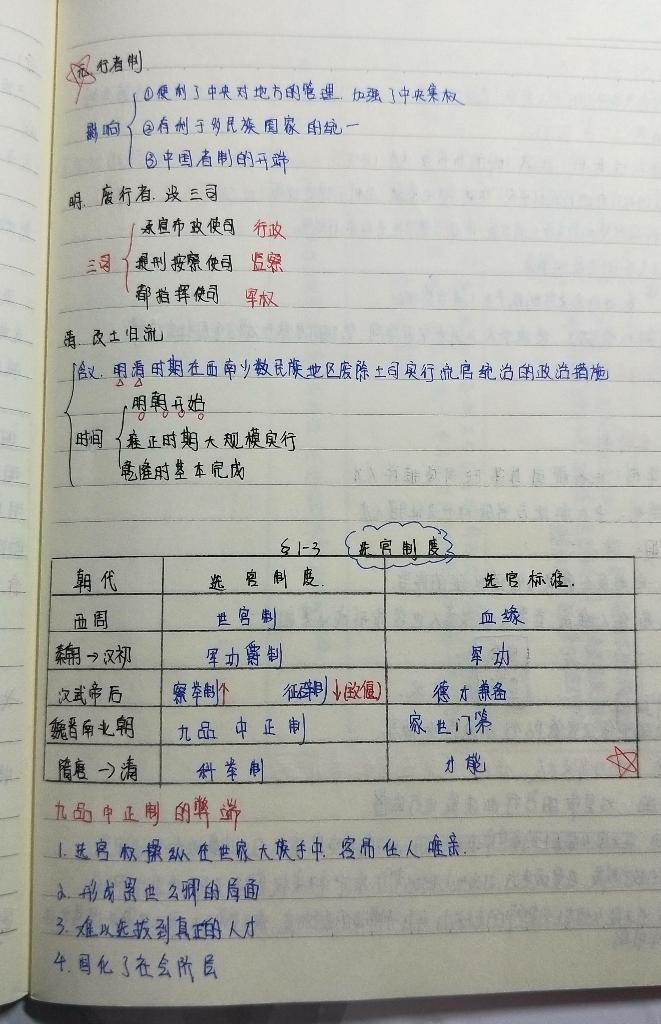 元 行省制
影响 ①便利了中央对地方的管理, 加强了中央集权
②有利于多民族国家的统一
③中国省制的开端
明. 废行省. 设三司
三司 承宣布政使司 行政
提刑按察使司 监察
都指挥使司 军权
清. 改土归流
含义. 明清时期在西南少数民族地区废除土司实行流官统治的政治措施
时间 明朝开始
雍正时期大规模实行
乾隆时基本完成
§1-3 选官制度
朝代 选官制度. 选官标准.
西周 世官制 血缘
秦朝→汉初 军功爵制 军功
汉武帝后 察举制↑ 征辟制↓(政偃) 德才兼备
魏晋南北朝 九品中正制 家世门第
隋唐→清 科举制 才能
九品中正制的弊端
1. 选官权操纵在世家大族手中. 容易任人唯亲.
2. 形成累世公卿的局面
3. 难以选拔到真正的人才
4. 固化了社会阶层